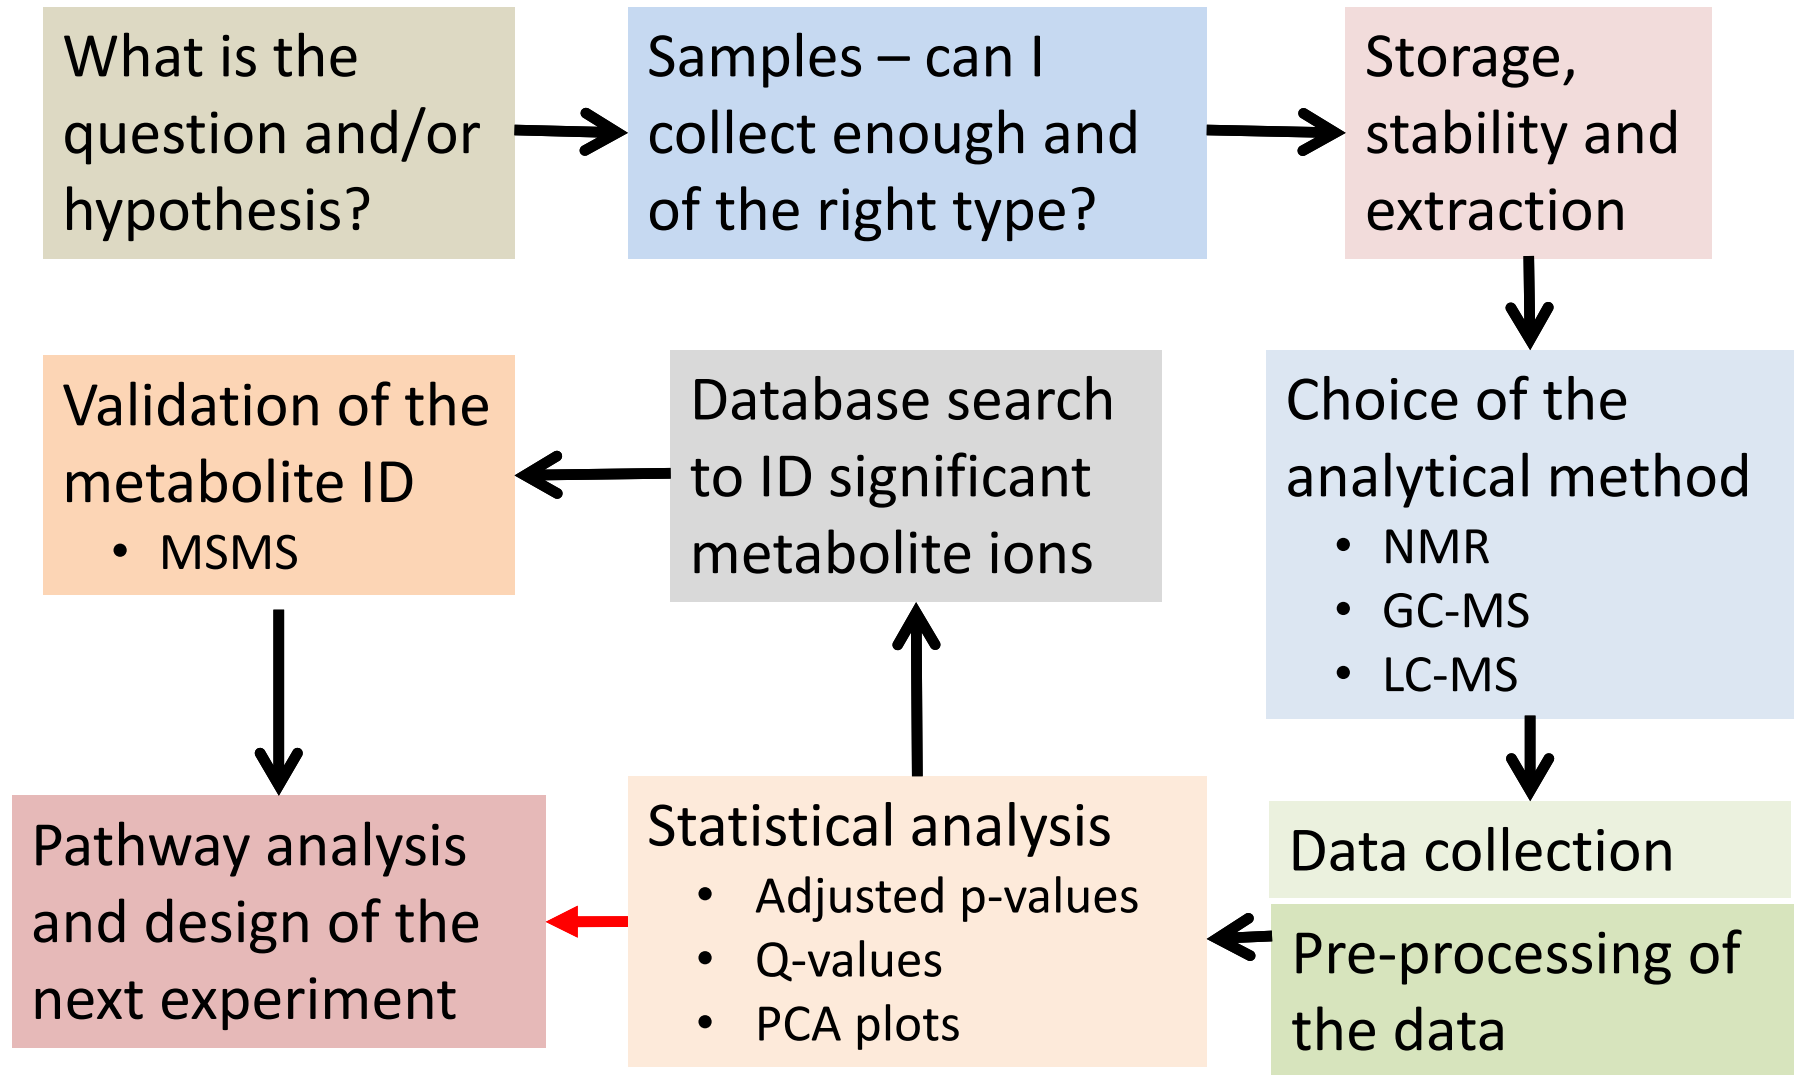 What is the
question and/or
hypothesis?
Samples – can I
collect enough and
of the right type?
Storage,
stability and
extraction
Choice of the
analytical method
• NMR
• GC-MS
• LC-MS
Data collection
Pre-processing of
the data
Statistical analysis
• Adjusted p-values
• Q-values
• PCA plots
Database search
to ID significant
metabolite ions
Validation of the
metabolite ID
• MSMS
Pathway analysis
and design of the
next experiment